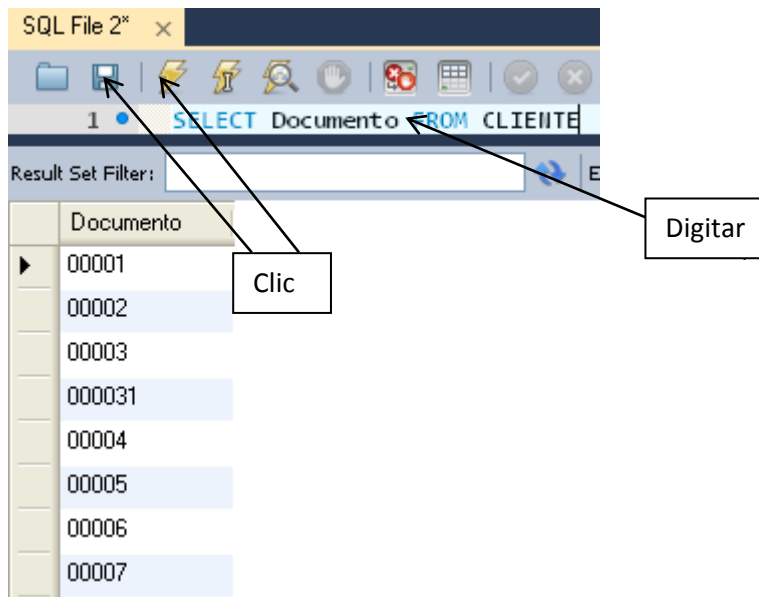 SQL File 2*
1 SELECT Documento FROM CLIENTE
Result Set Filter:
E
Digitar
Documento
Clic
00001
00002
00003
000031
00004
00005
00006
00007